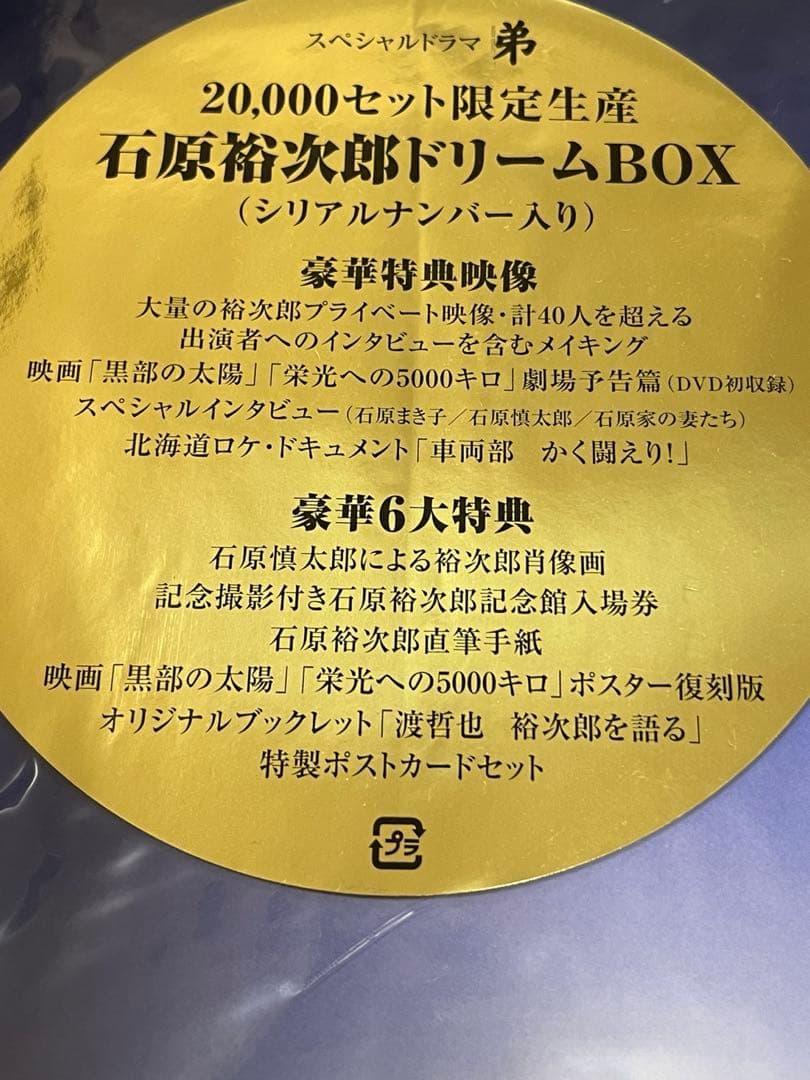 スペシャルドラマ 弟
20,000セット限定生産
石原裕次郎ドリームBOX
（シリアルナンバー入り）
豪華特典映像
大量の裕次郎プライベート映像・計40人を超える
出演者へのインタビューを含むメイキング
映画「黒部の太陽」「栄光への5000キロ」劇場予告篇（DVD初収録）
スペシャルインタビュー（石原まき子／石原慎太郎／石原家の妻たち）
北海道ロケ・ドキュメント「車両部 かく闘えり!」
豪華6大特典
石原慎太郎による裕次郎肖像画
記念撮影付き石原裕次郎記念館入場券
石原裕次郎直筆手紙
映画「黒部の太陽」「栄光への5000キロ」ポスター復刻版
オリジナルブックレット「渡哲也 裕次郎を語る」
特製ポストカードセット
プラ